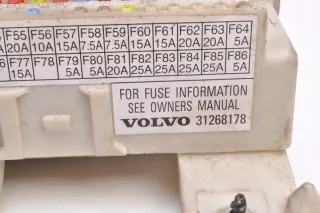 F55 F56 F57 F58 F59 F60 F61 F62 F63 F64
20A 10A 15A 7.5A 7.5A 15A 15A 20A 20A 5A
F77 F78 F79 F80 F81 F82 F83 F84 F85 F86
15A 5A 5A 20A 25A 25A 25A 25A 5A
FOR FUSE INFORMATION
SEE OWNERS MANUAL
VOLVO 31268178